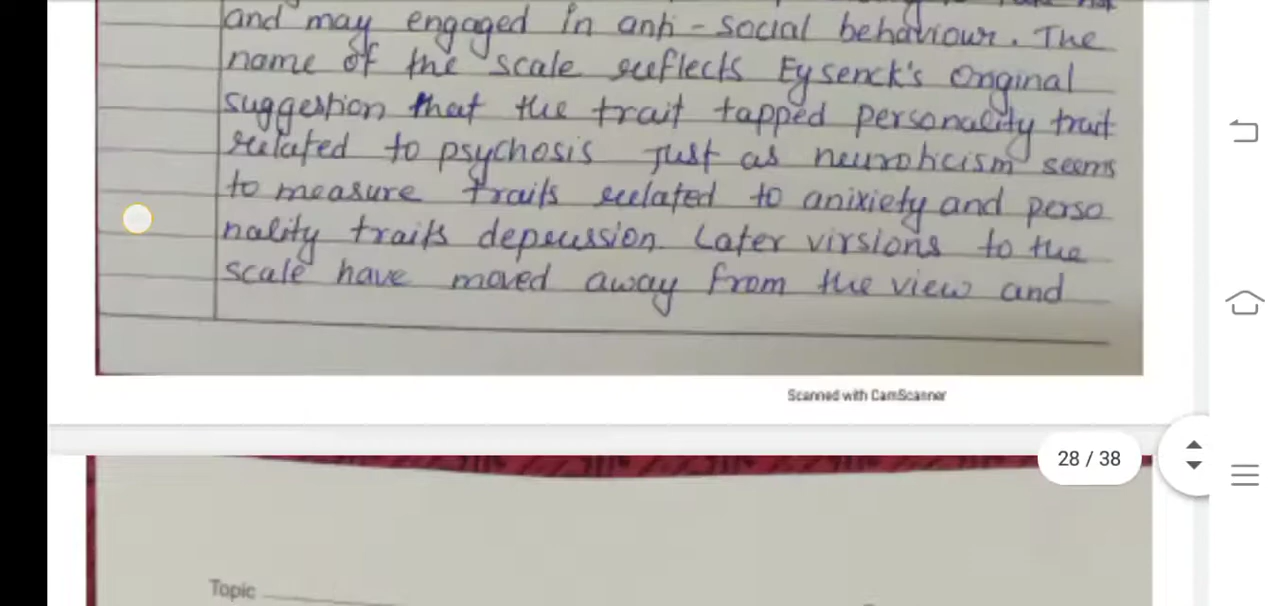 and may engaged in anti - social behaviour. The
name of the scale reflects Eysenck's Original
suggestion that the trait tapped personality trait
related to psychosis Just as neuroticism seems
to measure traits related to anixiety and perso
nality traits depression. Later virsions to the
scale have moved away from the view and
Scanned with CamScanner
28 / 38
Topic